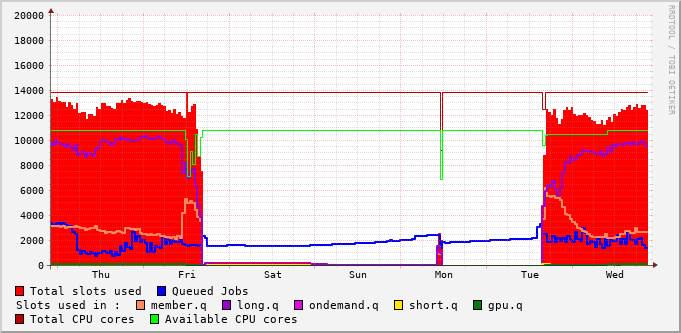 20000
18000
16000
14000
12000
10000
8000
6000
4000
2000
0
Thu Fri Sat Sun Mon Tue Wed
RRDTOOL / TOBI OETIKER
Total slots used Queued Jobs
Slots used in : member.q long.q ondemand.q short.q gpu.q
Total CPU cores Available CPU cores